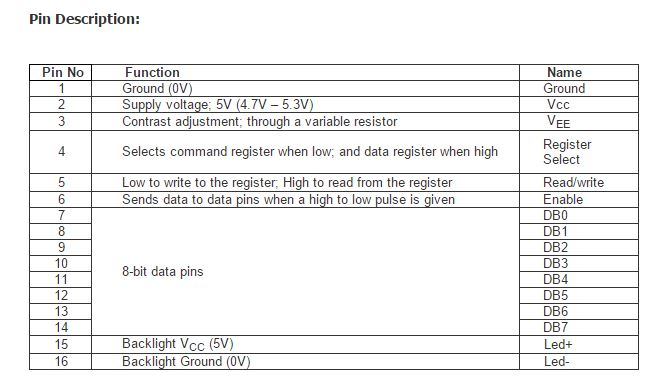 Pin Description:
Pin No Function Name
1 Ground (0V) Ground
2 Supply voltage; 5V (4.7V – 5.3V) Vcc
3 Contrast adjustment; through a variable resistor VEE
4 Selects command register when low; and data register when high Register Select
5 Low to write to the register; High to read from the register Read/write
6 Sends data to data pins when a high to low pulse is given Enable
7 8-bit data pins DB0
8 DB1
9 DB2
10 DB3
11 DB4
12 DB5
13 DB6
14 DB7
15 Backlight VCC (5V) Led+
16 Backlight Ground (0V) Led-